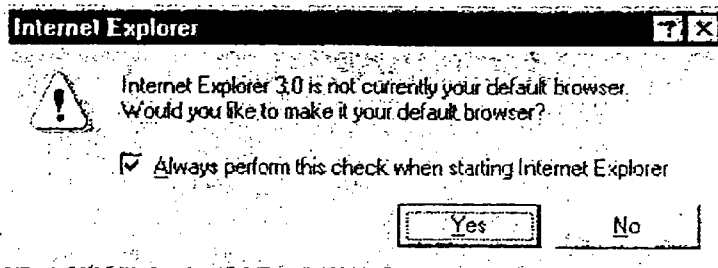 Internet Explorer
Internet Explorer 3.0 is not currently your default browser.
Would you like to make it your default browser?
Always perform this check when starting Internet Explorer
Yes No